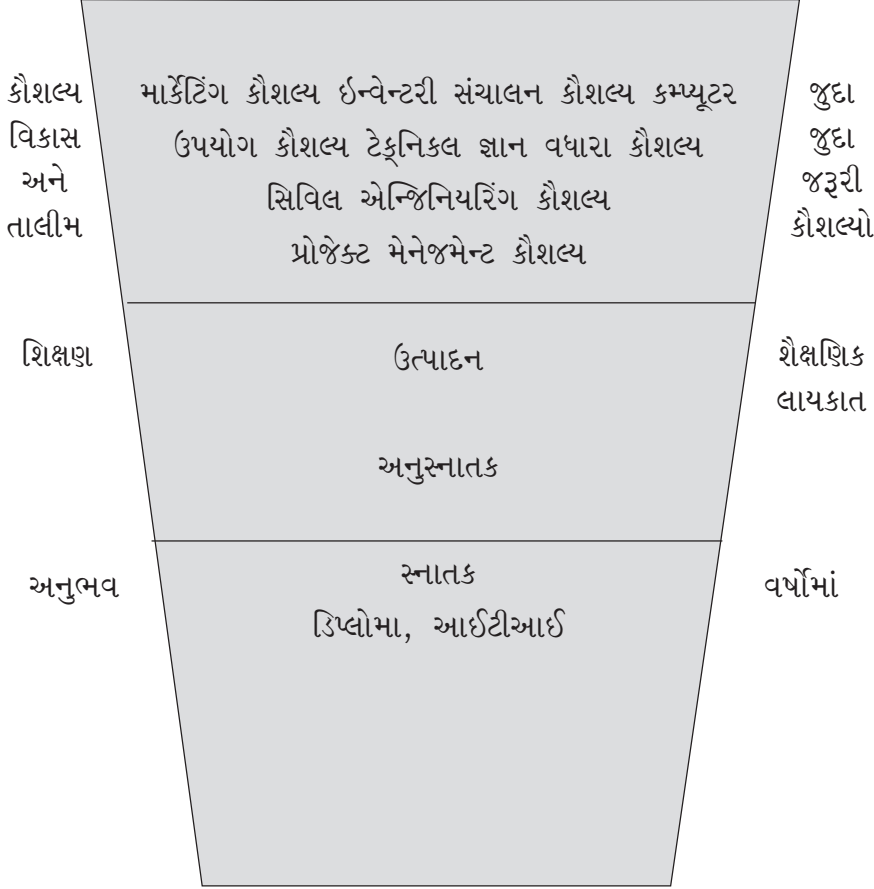 કૌશલ્ય
વિકાસ
અને
તાલીમ
માર્કેટિંગ કૌશલ્ય ઇન્વેન્ટરી સંચાલન કૌશલ્ય કમ્પ્યૂટર
ઉપયોગ કૌશલ્ય ટેક્નિકલ જ્ઞાન વધારા કૌશલ્ય
સિવિલ એન્જિનિયરિંગ કૌશલ્ય
પ્રોજેક્ટ મેનેજમેન્ટ કૌશલ્ય
જુદા
જુદા
જરૂરી
કૌશલ્યો
શિક્ષણ
ઉત્પાદન
અનુસ્નાતક
શૈક્ષણિક
લાયકાત
અનુભવ
સ્નાતક
ડિપ્લોમા, આઈટીઆઈ
વર્ષોમાં